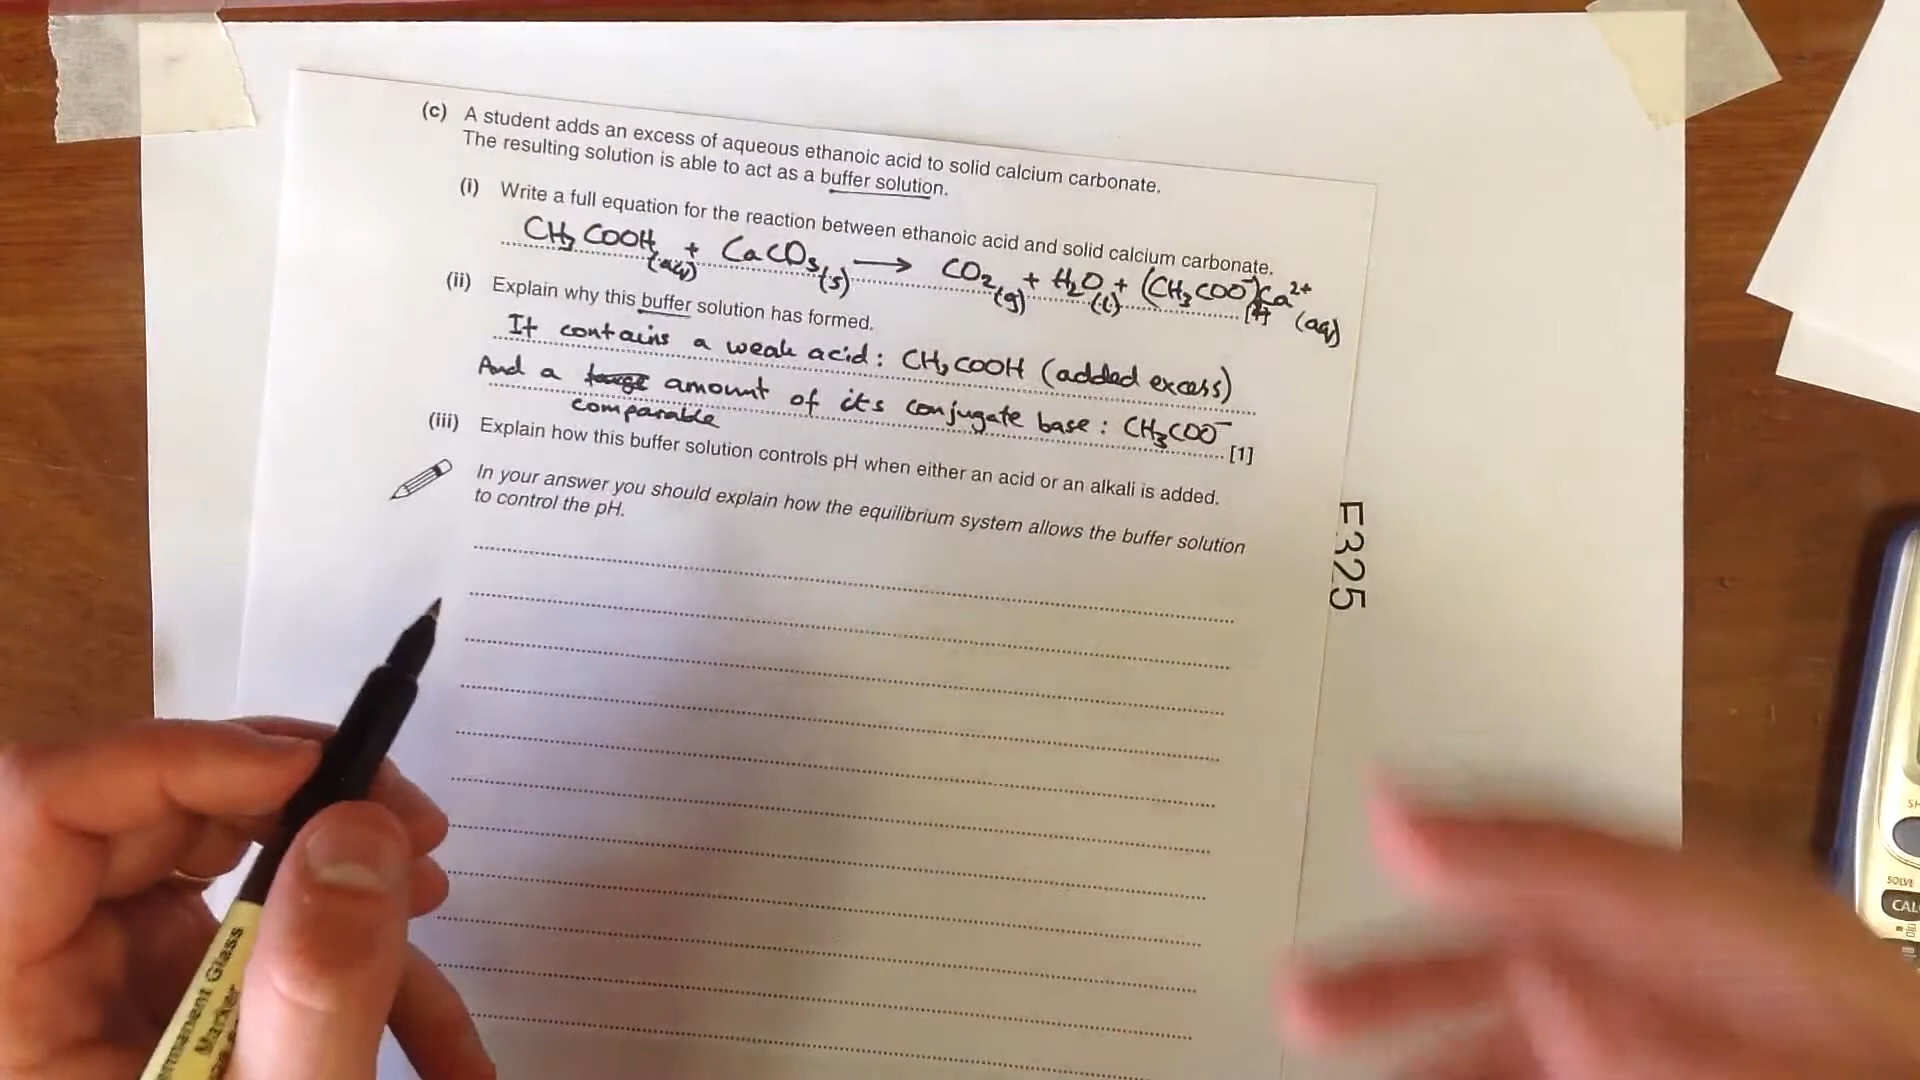 (c) A student adds an excess of aqueous ethanoic acid to solid calcium carbonate.
The resulting solution is able to act as a buffer solution.
(i) Write a full equation for the reaction between ethanoic acid and solid calcium carbonate.
CH3COOH(aq) + CaCO3(s) → CO2(g) + H2O(l) + (CH3COO⁻)Ca²⁺(aq)
(ii) Explain why this buffer solution has formed.
It contains a weak acid: CH3COOH (added excess)
And a amount of its conjugate base: CH3COO⁻
comparable
[1]
(iii) Explain how this buffer solution controls pH when either an acid or an alkali is added.
In your answer you should explain how the equilibrium system allows the buffer solution
to control the pH.
F325
Glass
Marker
SOLVE